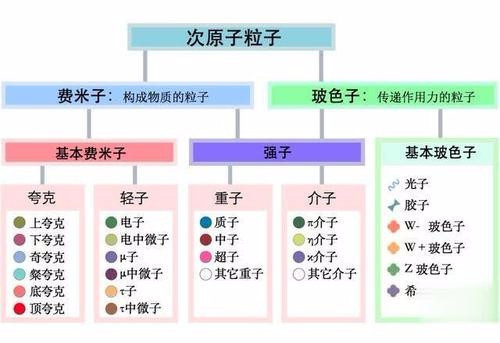 次原子粒子
费米子：构成物质的粒子
玻色子：传递作用力的粒子
基本费米子
强子
基本玻色子
夸克
上夸克
下夸克
奇夸克
粲夸克
底夸克
顶夸克
轻子
电子
电中微子
μ子
μ中微子
τ子
τ中微子
重子
质子
中子
超子
其它重子
介子
π介子
η介子
κ介子
其它介子
光子
胶子
W- 玻色子
W+玻色子
Z 玻色子
希